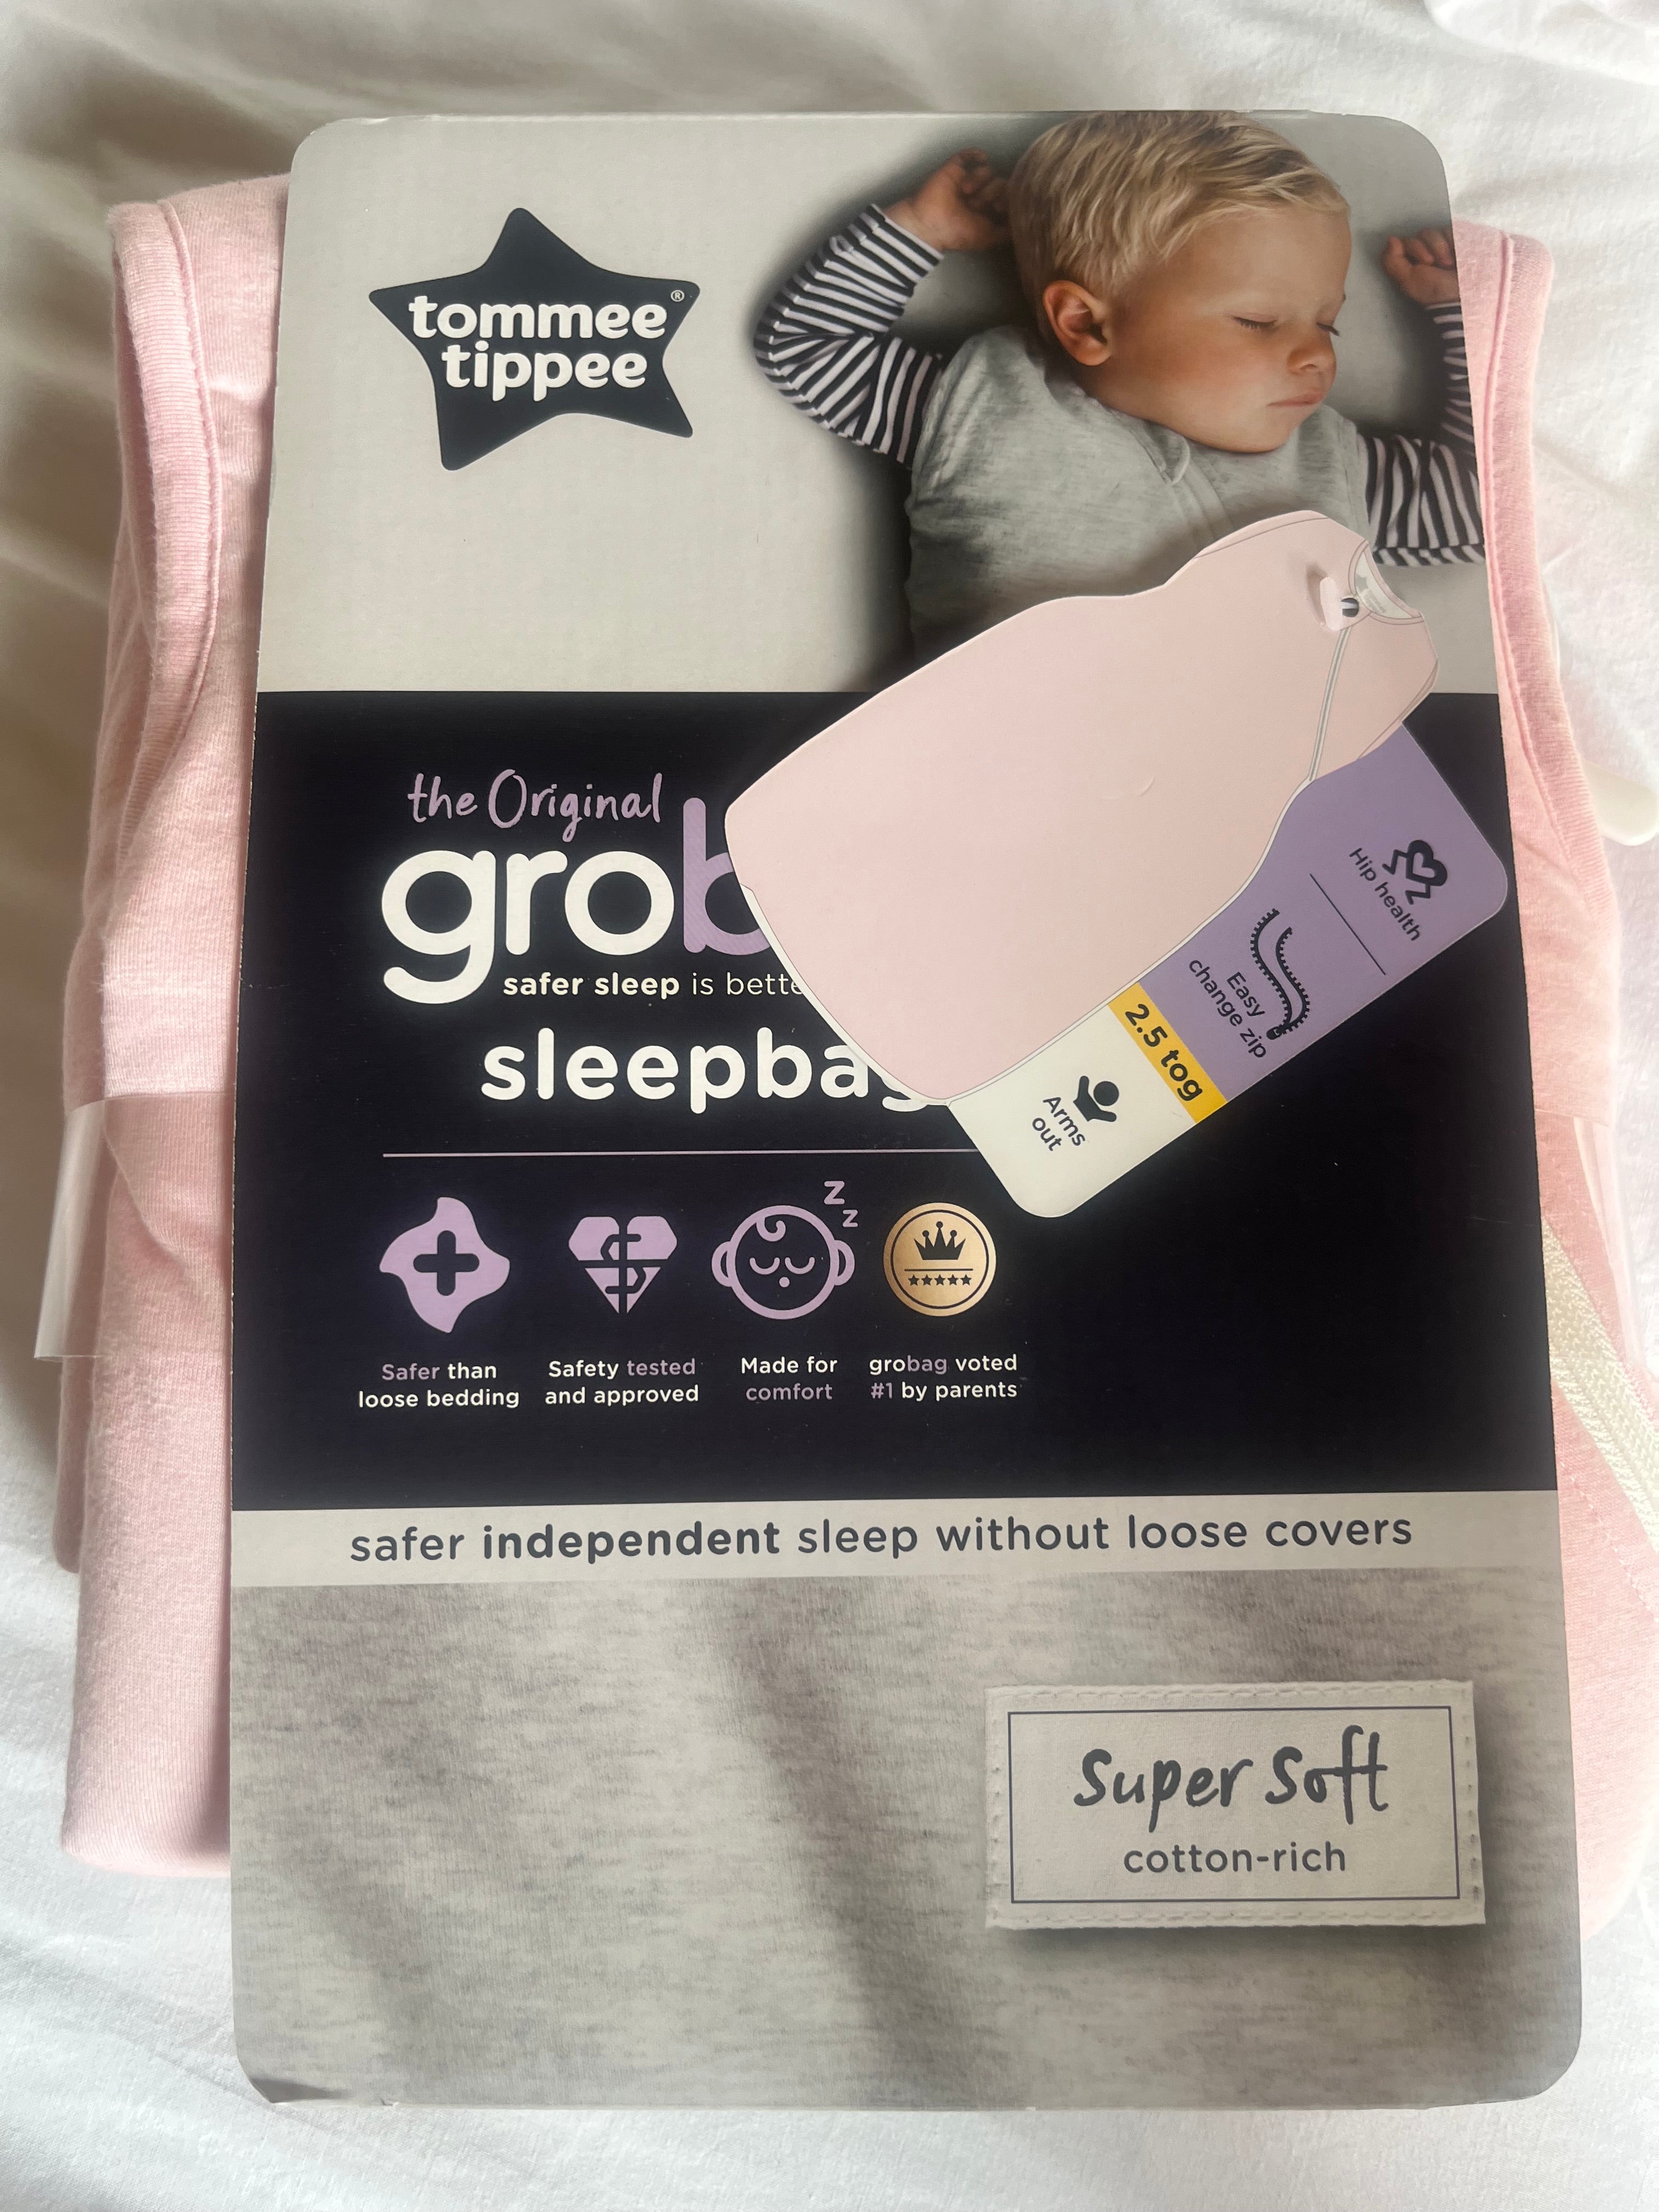 tommee®
tippee
the Original
grob
safer sleep is bette
sleepbag
Hip health
Easy
change zip
2.5 tog
Arms
out
z
z
Safer than
loose bedding
Safety tested
and approved
Made for
comfort
grobag voted
#1 by parents
safer independent sleep without loose covers
Super Soft
cotton-rich